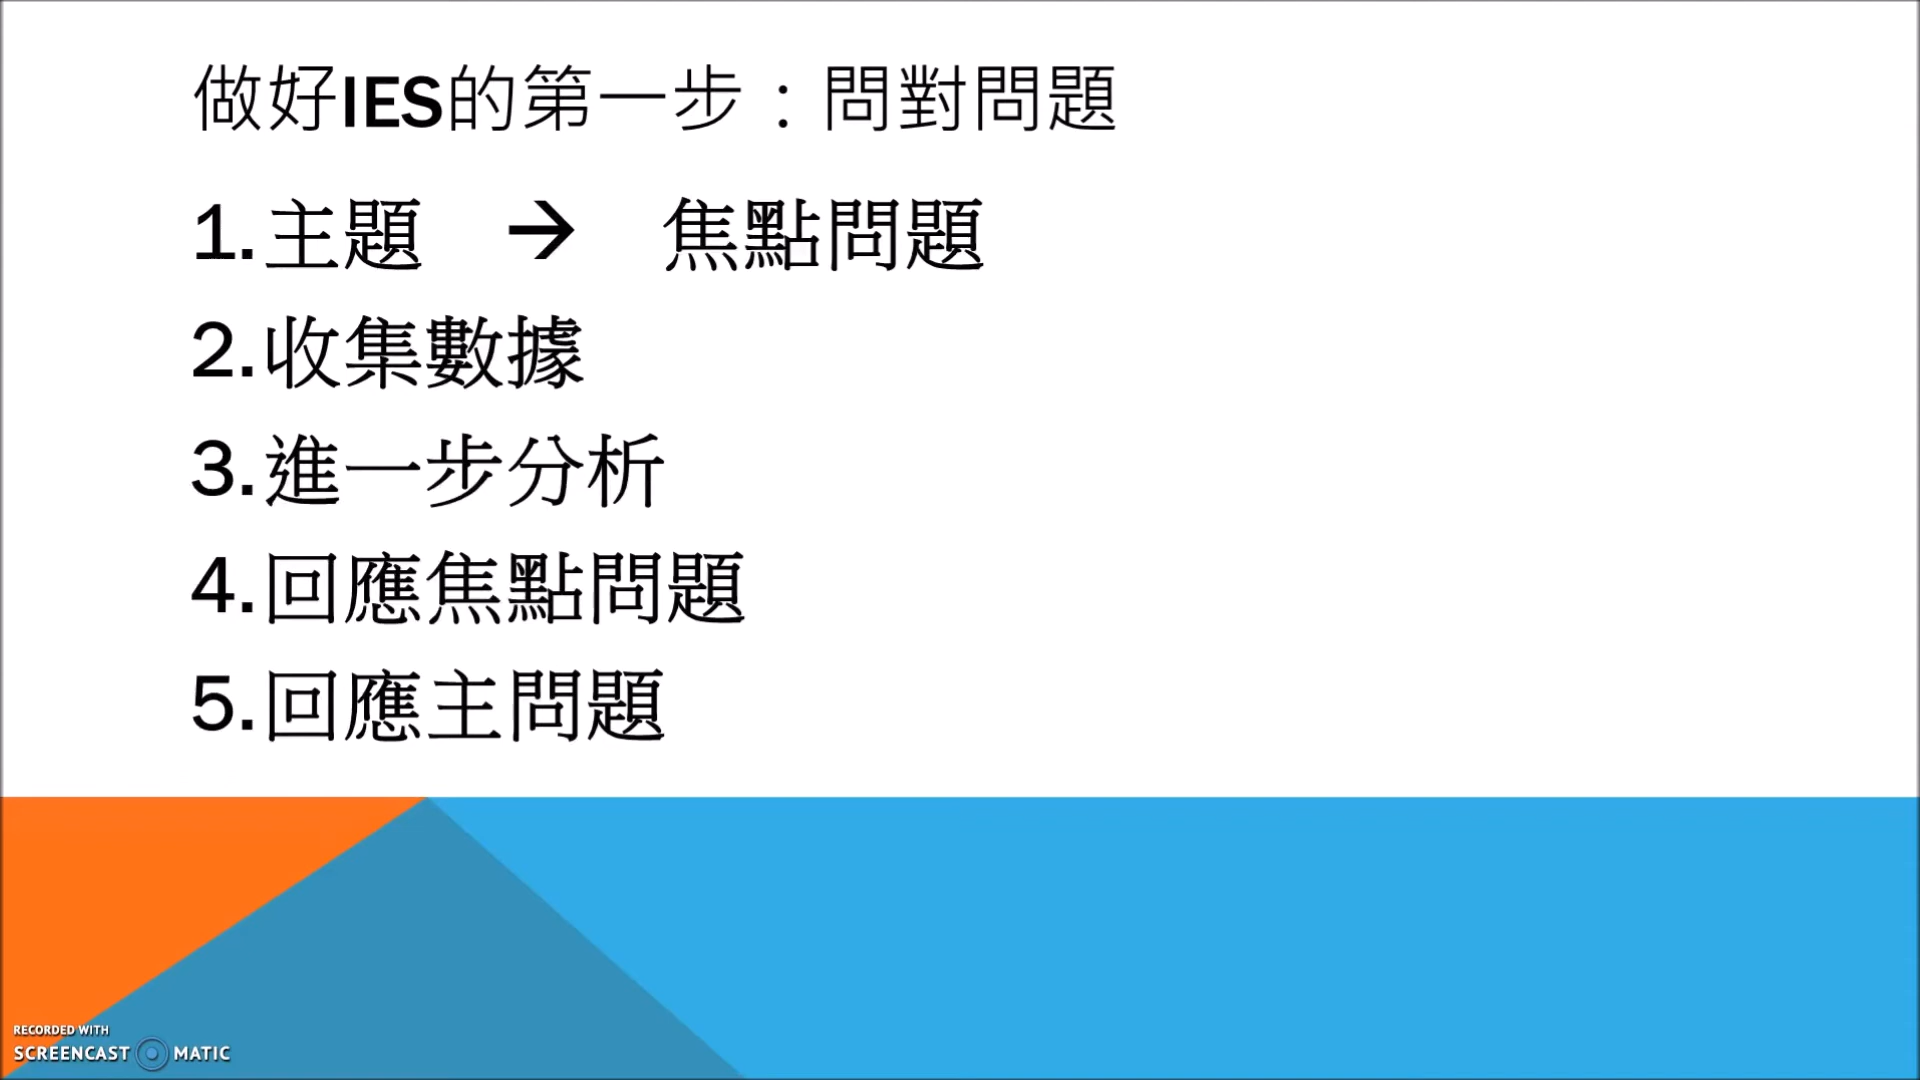 做好IES的第一步：問對問題
1.主題 → 焦點問題
2.收集數據
3.進一步分析
4.回應焦點問題
5.回應主問題
RECORDED WITH
SCREENCAST MATIC